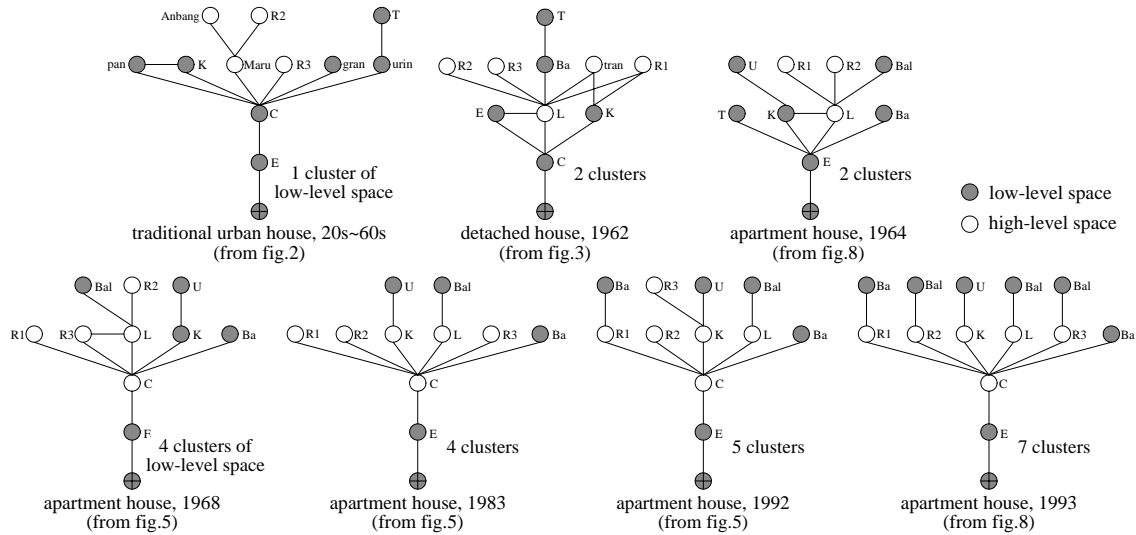 Anbang
R2
T
pan
K
Maru
R3
gran
urin
C
E
1 cluster of
low-level space
traditional urban house, 20s~60s
(from fig.2)
T
R2
R3
Ba
tran
R1
E
L
K
C
2 clusters
detached house, 1962
(from fig.3)
U
R1
R2
Bal
T
K
L
Ba
E
2 clusters
apartment house, 1964
(from fig.8)
low-level space
high-level space
Bal
R2
U
R1
R3
L
K
Ba
C
E
4 clusters of
low-level space
apartment house, 1968
(from fig.5)
U
Bal
R1
R2
K
L
R3
Ba
C
E
4 clusters
apartment house, 1983
(from fig.5)
Ba
R3
U
Bal
R1
R2
K
L
Ba
C
E
5 clusters
apartment house, 1992
(from fig.5)
Ba
Bal
U
Bal
Bal
R1
R2
K
L
R3
Ba
C
E
7 clusters
apartment house, 1993
(from fig.8)